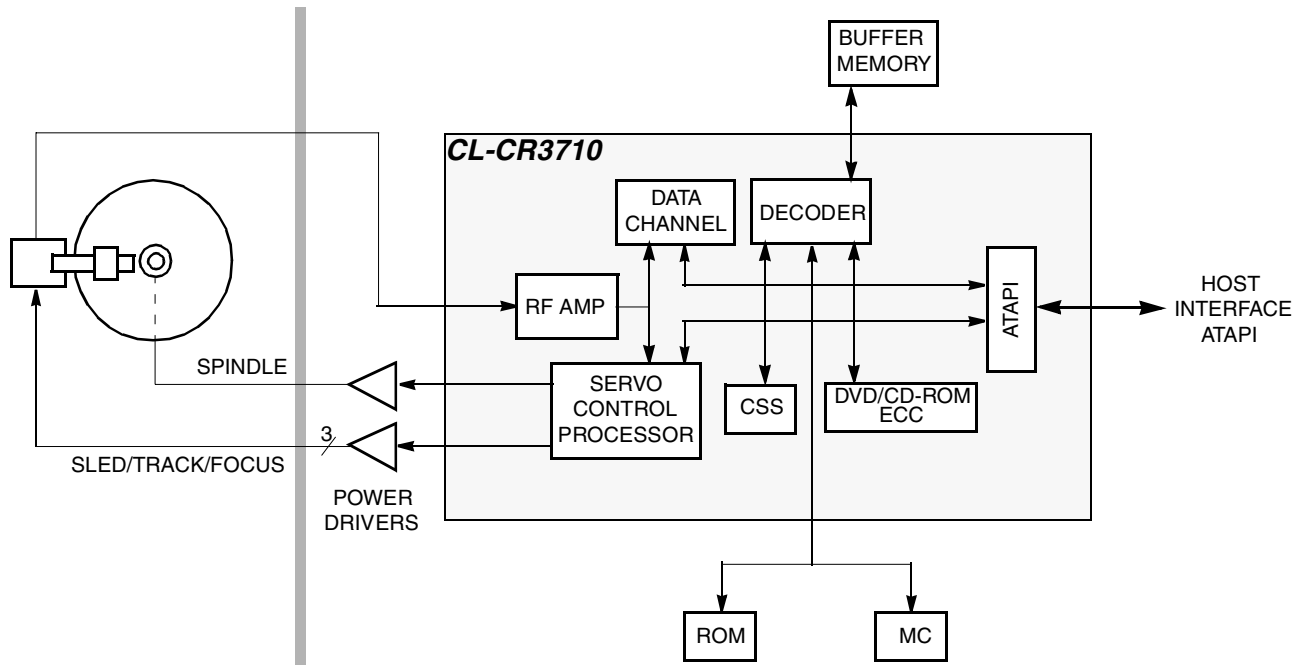 BUFFER
MEMORY
CL-CR3710
DATA
CHANNEL
DECODER
RF AMP
ATAPI
HOST
INTERFACE
ATAPI
SPINDLE
SERVO
CONTROL
PROCESSOR
CSS
DVD/CD-ROM
ECC
3
SLED/TRACK/FOCUS
POWER
DRIVERS
ROM
MC